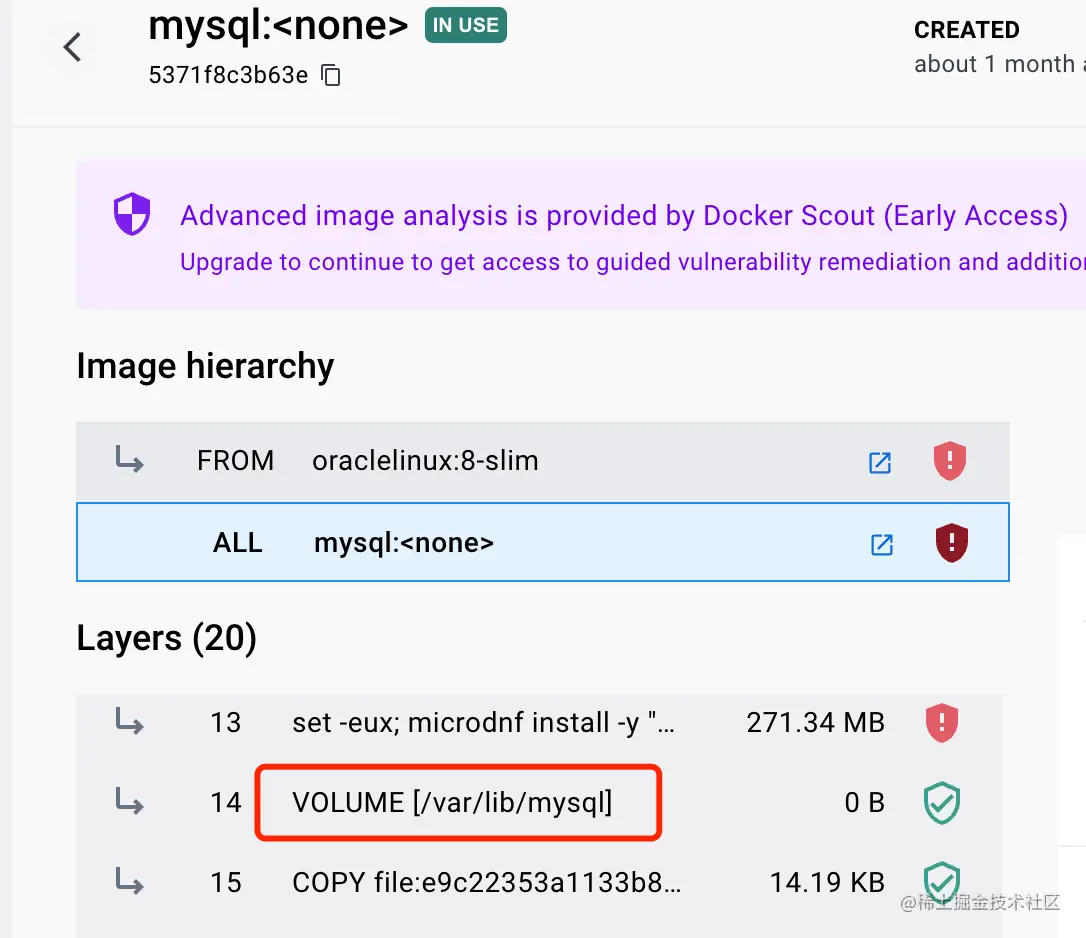 mysql:<none> IN USE
CREATED
5371f8c3b63e
about 1 month
Advanced image analysis is provided by Docker Scout (Early Access)
Upgrade to continue to get access to guided vulnerability remediation and addition
Image hierarchy
FROM oraclelinux:8-slim
ALL mysql:<none>
Layers (20)
13 set -eux; microdnf install -y "... 271.34 MB
14 VOLUME [/var/lib/mysql] 0 B
15 COPY file:e9c22353a1133b8... 14.19 KB
@稀土掘金技术社区